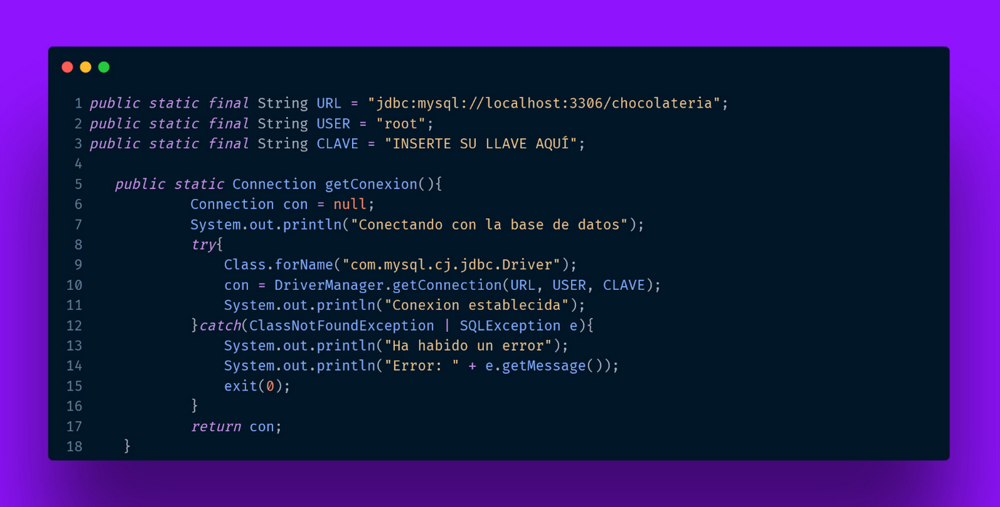 1 public static final String URL = "jdbc:mysql://localhost:3306/chocolateria";
2 public static final String USER = "root";
3 public static final String CLAVE = "INSERTE SU LLAVE AQUÍ";
4
5 public static Connection getConexion(){
6 Connection con = null;
7 System.out.println("Conectando con la base de datos");
8 try{
9 Class.forName("com.mysql.cj.jdbc.Driver");
10 con = DriverManager.getConnection(URL, USER, CLAVE);
11 System.out.println("Conexion establecida");
12 }catch(ClassNotFoundException | SQLException e){
13 System.out.println("Ha habido un error");
14 System.out.println("Error: " + e.getMessage());
15 exit(0);
16 }
17 return con;
18 }